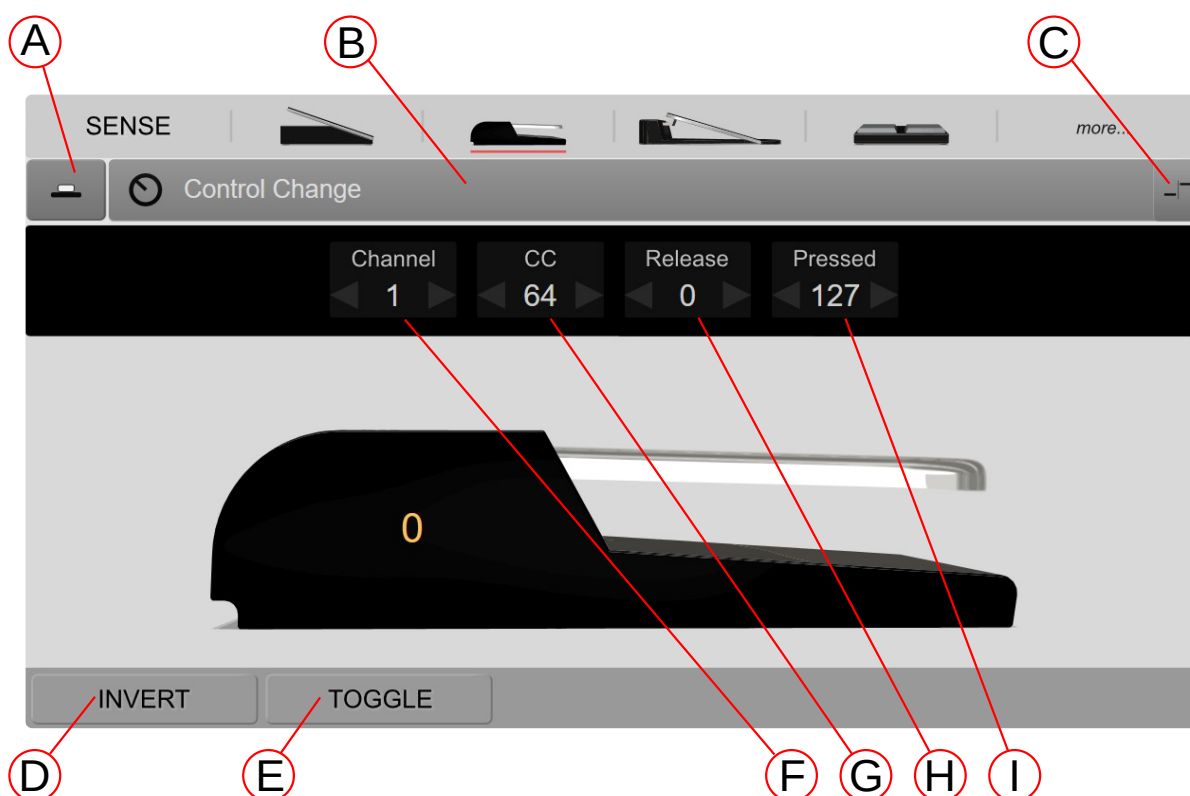 A B C
SENSE more...
Control Change
Channel CC Release Pressed
1 64 0 127
0
INVERT TOGGLE
D E F G H I